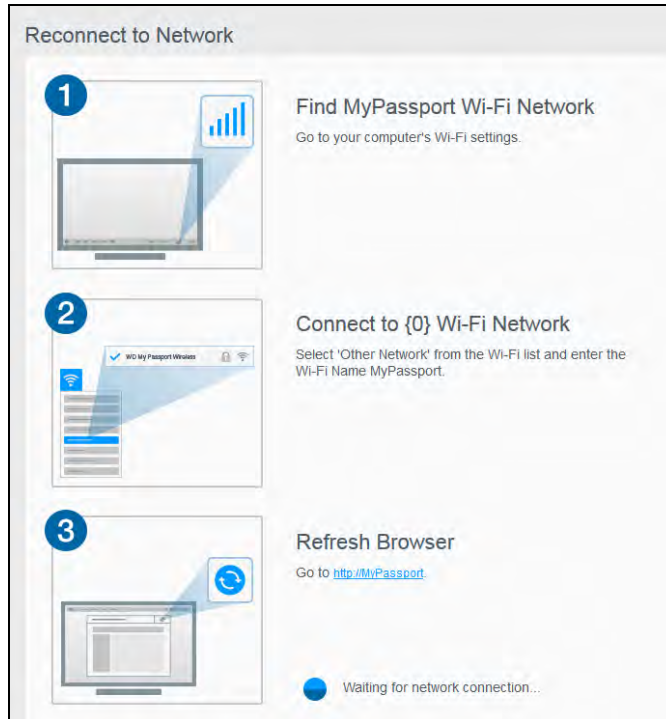 Reconnect to Network
1
Find MyPassport Wi-Fi Network
Go to your computer's Wi-Fi settings.
2
WD My Passport Wireless
Connect to {0} Wi-Fi Network
Select 'Other Network' from the Wi-Fi list and enter the
Wi-Fi Name MyPassport.
3
Refresh Browser
Go to http://MyPassport.
Waiting for network connection...